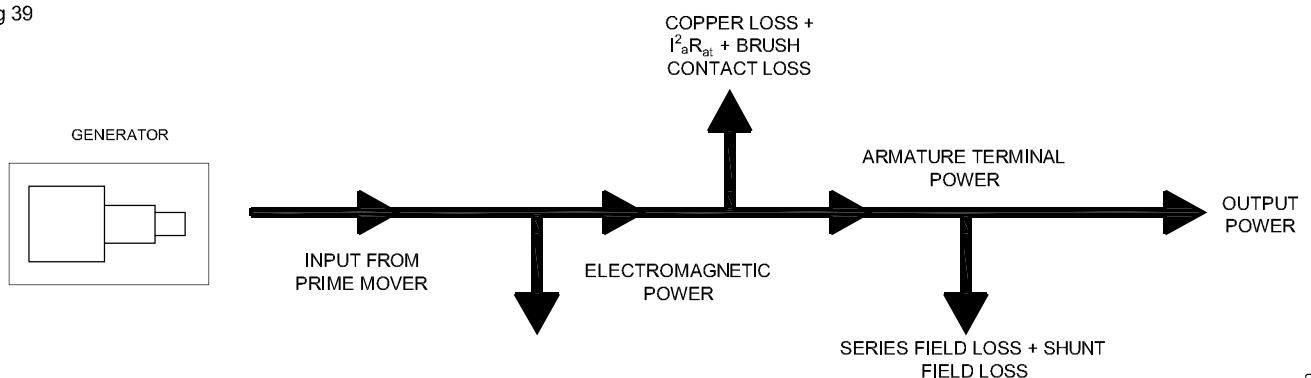 g 39
COPPER LOSS +
I²ₐRₐₜ + BRUSH
CONTACT LOSS
GENERATOR
ARMATURE TERMINAL
POWER
OUTPUT
POWER
INPUT FROM
PRIME MOVER
ELECTROMAGNETIC
POWER
SERIES FIELD LOSS + SHUNT
FIELD LOSS